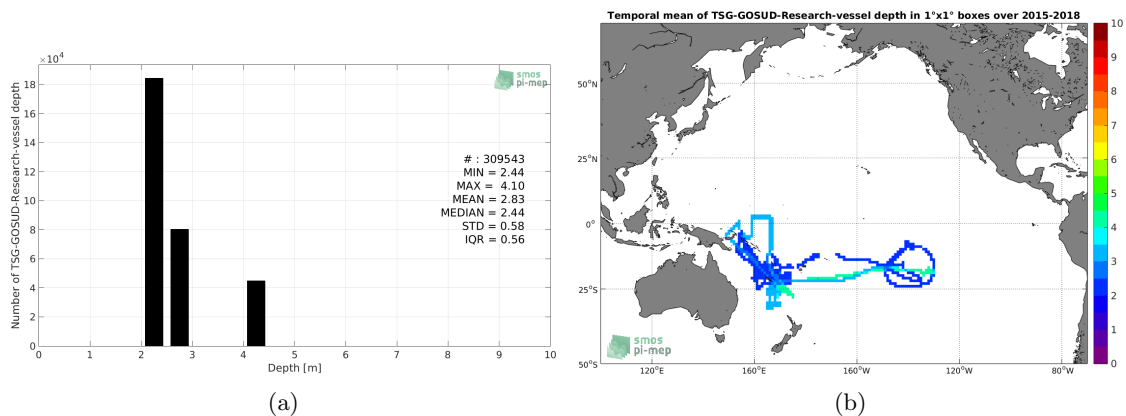 ×10⁴
18
16
14
12
10
8
6
4
2
0
0 1 2 3 4 5 6 7 8 9 10
Number of TSG-GOSUD-Research-vessel depth
Depth [m]
smos
pi-mep
# : 309543
MIN = 2.44
MAX = 4.10
MEAN = 2.83
MEDIAN = 2.44
STD = 0.58
IQR = 0.56
(a)
Temporal mean of TSG-GOSUD-Research-vessel depth in 1°x1° boxes over 2015-2018
50°N
25°N
0°
25°S
50°S
120°E 160°E 160°W 120°W 80°W
smos
pi-mep
10
9
8
7
6
5
4
3
2
1
0
(b)